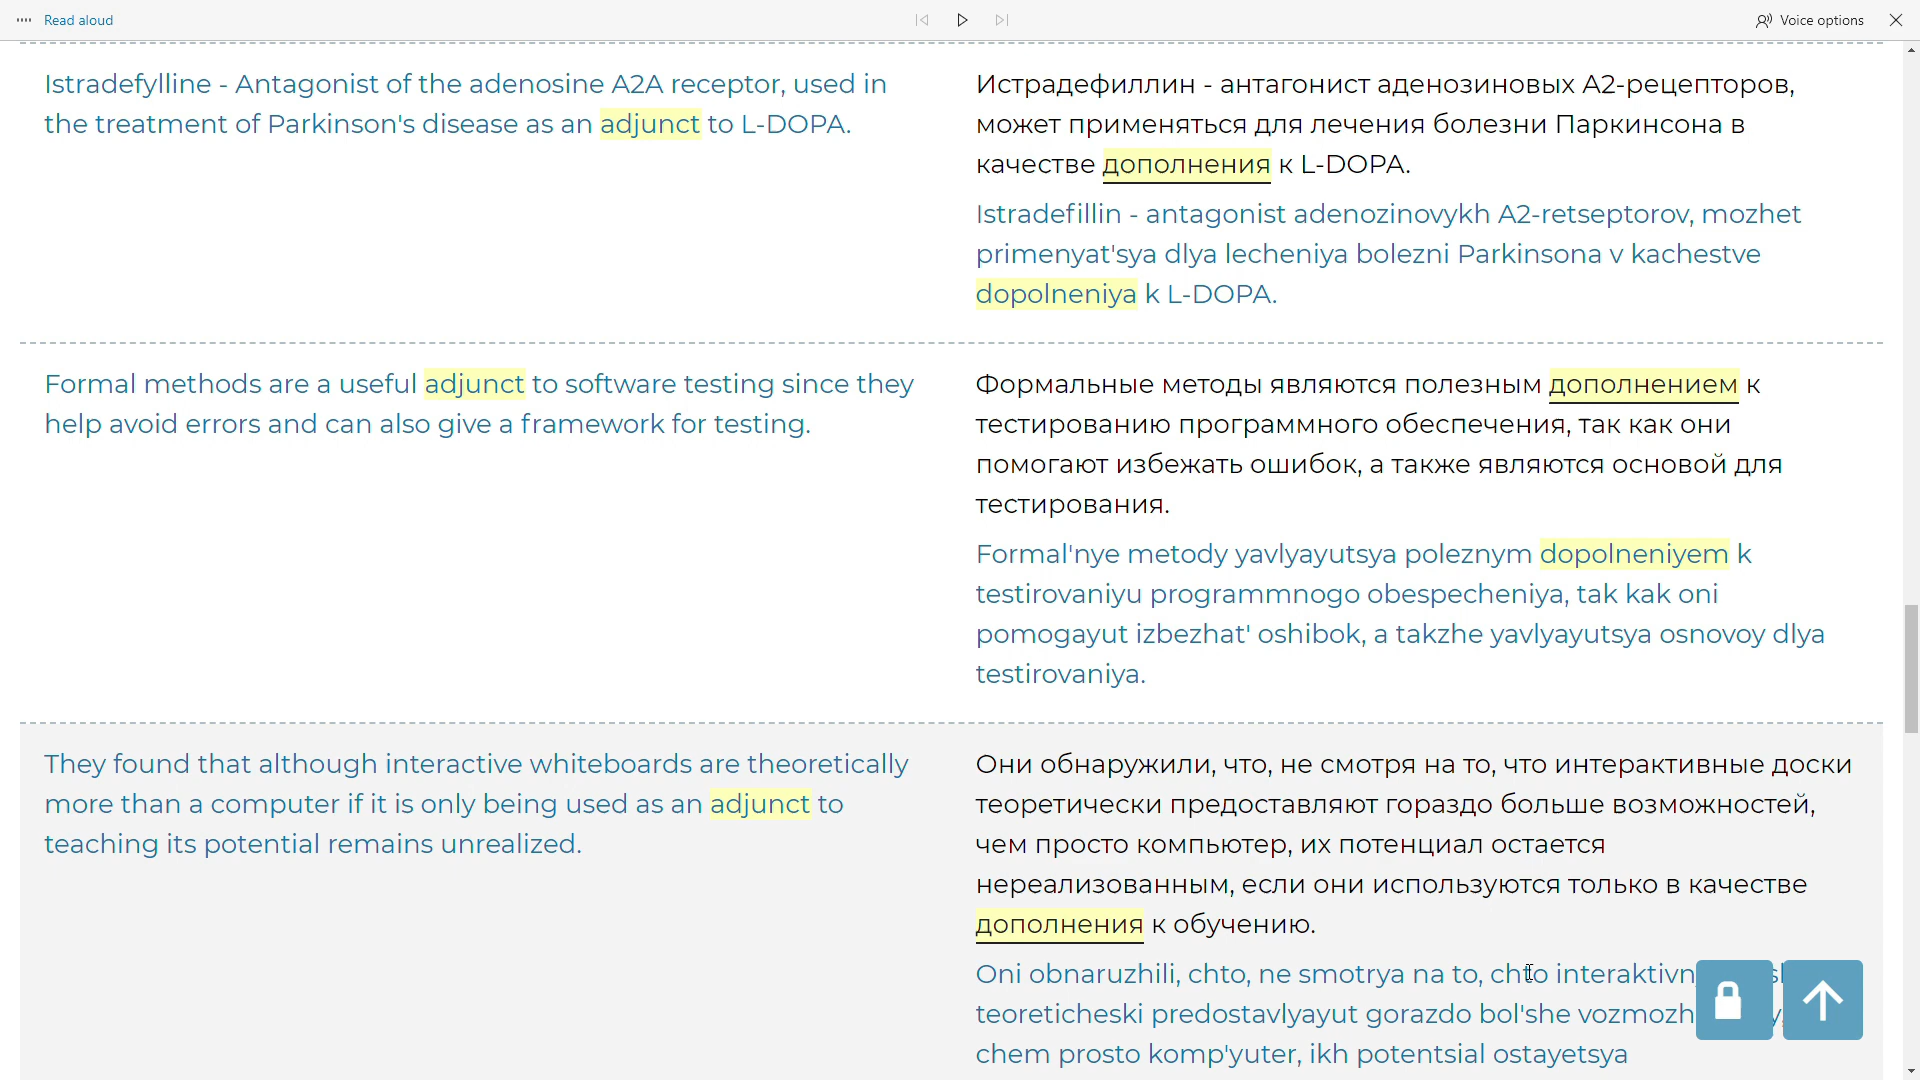 Read aloud
Voice options
Istradefylline - Antagonist of the adenosine A2A receptor, used in
the treatment of Parkinson's disease as an adjunct to L-DOPA.
Истрадефиллин - антагонист аденозиновых A2-рецепторов,
может применяться для лечения болезни Паркинсона в
качестве дополнения к L-DOPA.
Istradefillin - antagonist adenozinovykh A2-retseptorov, mozhet
primenyat'sya dlya lecheniya bolezni Parkinsona v kachestve
dopolneniya k L-DOPA.
Formal methods are a useful adjunct to software testing since they
help avoid errors and can also give a framework for testing.
Формальные методы являются полезным дополнением к
тестированию программного обеспечения, так как они
помогают избежать ошибок, а также являются основой для
тестирования.
Formal'nye metody yavlyayutsya poleznym dopolneniyem k
testirovaniyu programmnogo obespecheniya, tak kak oni
pomogayut izbezhat' oshibok, a takzhe yavlyayutsya osnovoy dlya
testirovaniya.
They found that although interactive whiteboards are theoretically
more than a computer if it is only being used as an adjunct to
teaching its potential remains unrealized.
Они обнаружили, что, не смотря на то, что интерактивные доски
теоретически предоставляют гораздо больше возможностей,
чем просто компьютер, их потенциал остается
нереализованным, если они используются только в качестве
дополнения к обучению.
Oni obnaruzhili, chto, ne smotrya na to, chto
teoreticheski predostavlyayut gorazdo bol'she
chem prosto komp'yuter, ikh potentsial ostayetsya